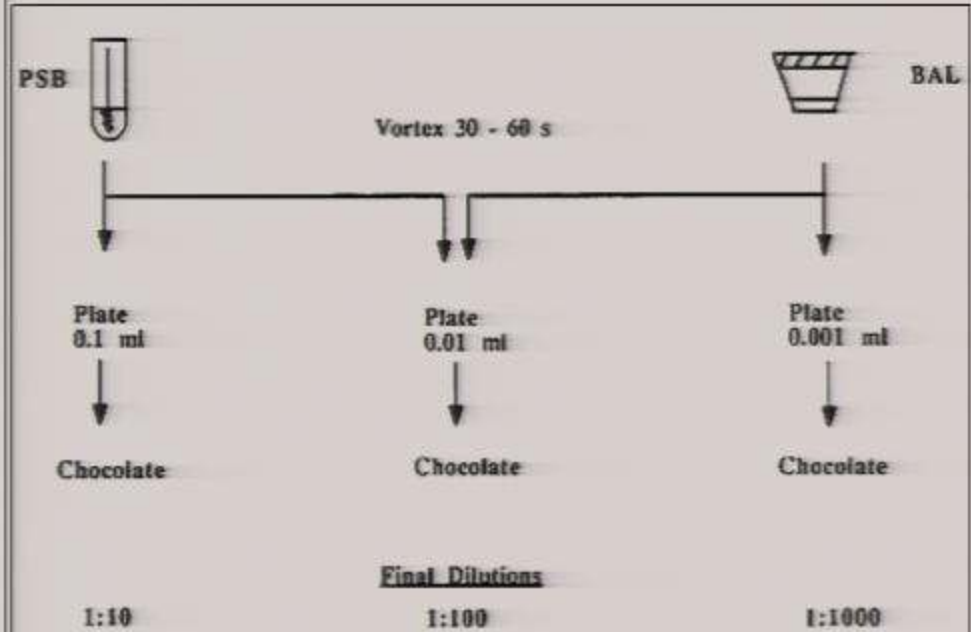 PSB
BAL
Vortex 30 - 60 s
Plate
0.1 ml
Plate
0.01 ml
Plate
0.001 ml
Chocolate
Chocolate
Chocolate
Final Dilutions
1:10
1:100
1:1000